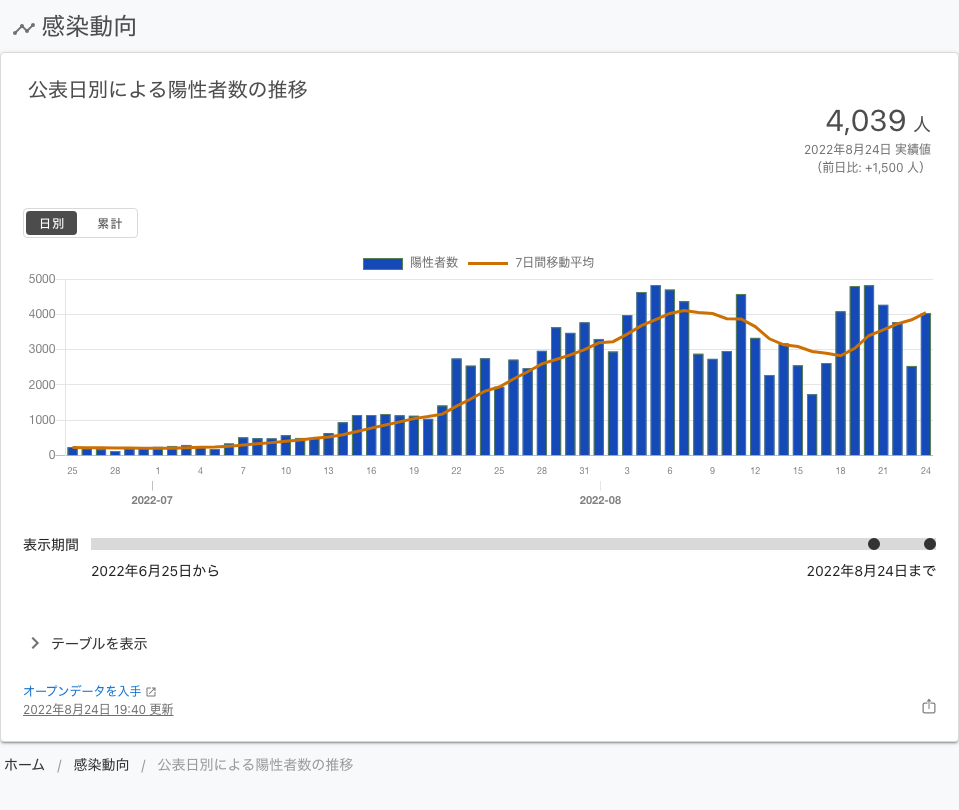 感染動向
公表日別による陽性者数の推移
4,039 人
2022年8月24日 実績値
（前日比: +1,500 人）
日別 累計
陽性者数 7日間移動平均
5000
4000
3000
2000
1000
0
25 28 1 4 7 10 13 16 19 22 25 28 31 3 6 9 12 15 18 21 24
2022-07 2022-08
表示期間
2022年6月25日から 2022年8月24日まで
テーブルを表示
オープンデータを入手
2022年8月24日 19:40 更新
ホーム / 感染動向 / 公表日別による陽性者数の推移